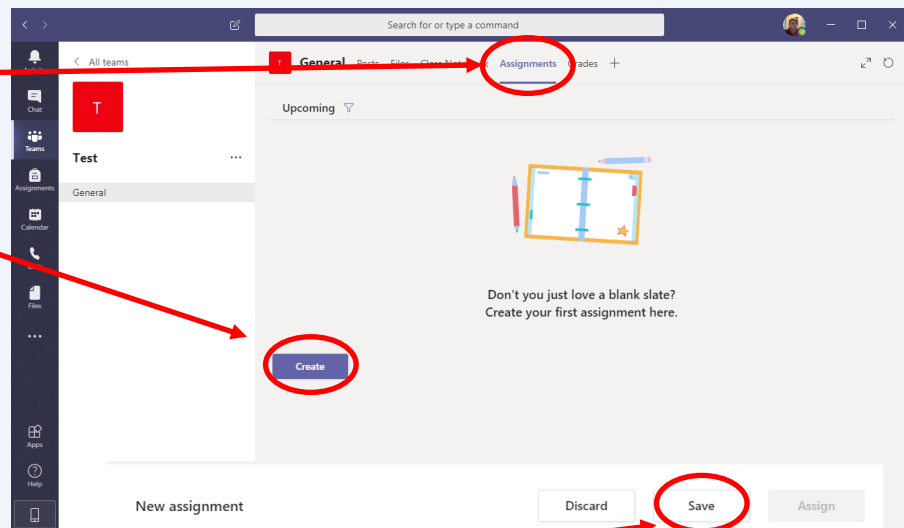 Search for or type a command
All teams
T
General Posts Files Class Assignments Grades +
Chat
T
Upcoming
Teams
Test
...
Assignments
General
Calendar
Files
Don't you just love a blank slate?
Create your first assignment here.
Create
Apps
Help
New assignment
Discard
Save
Assign